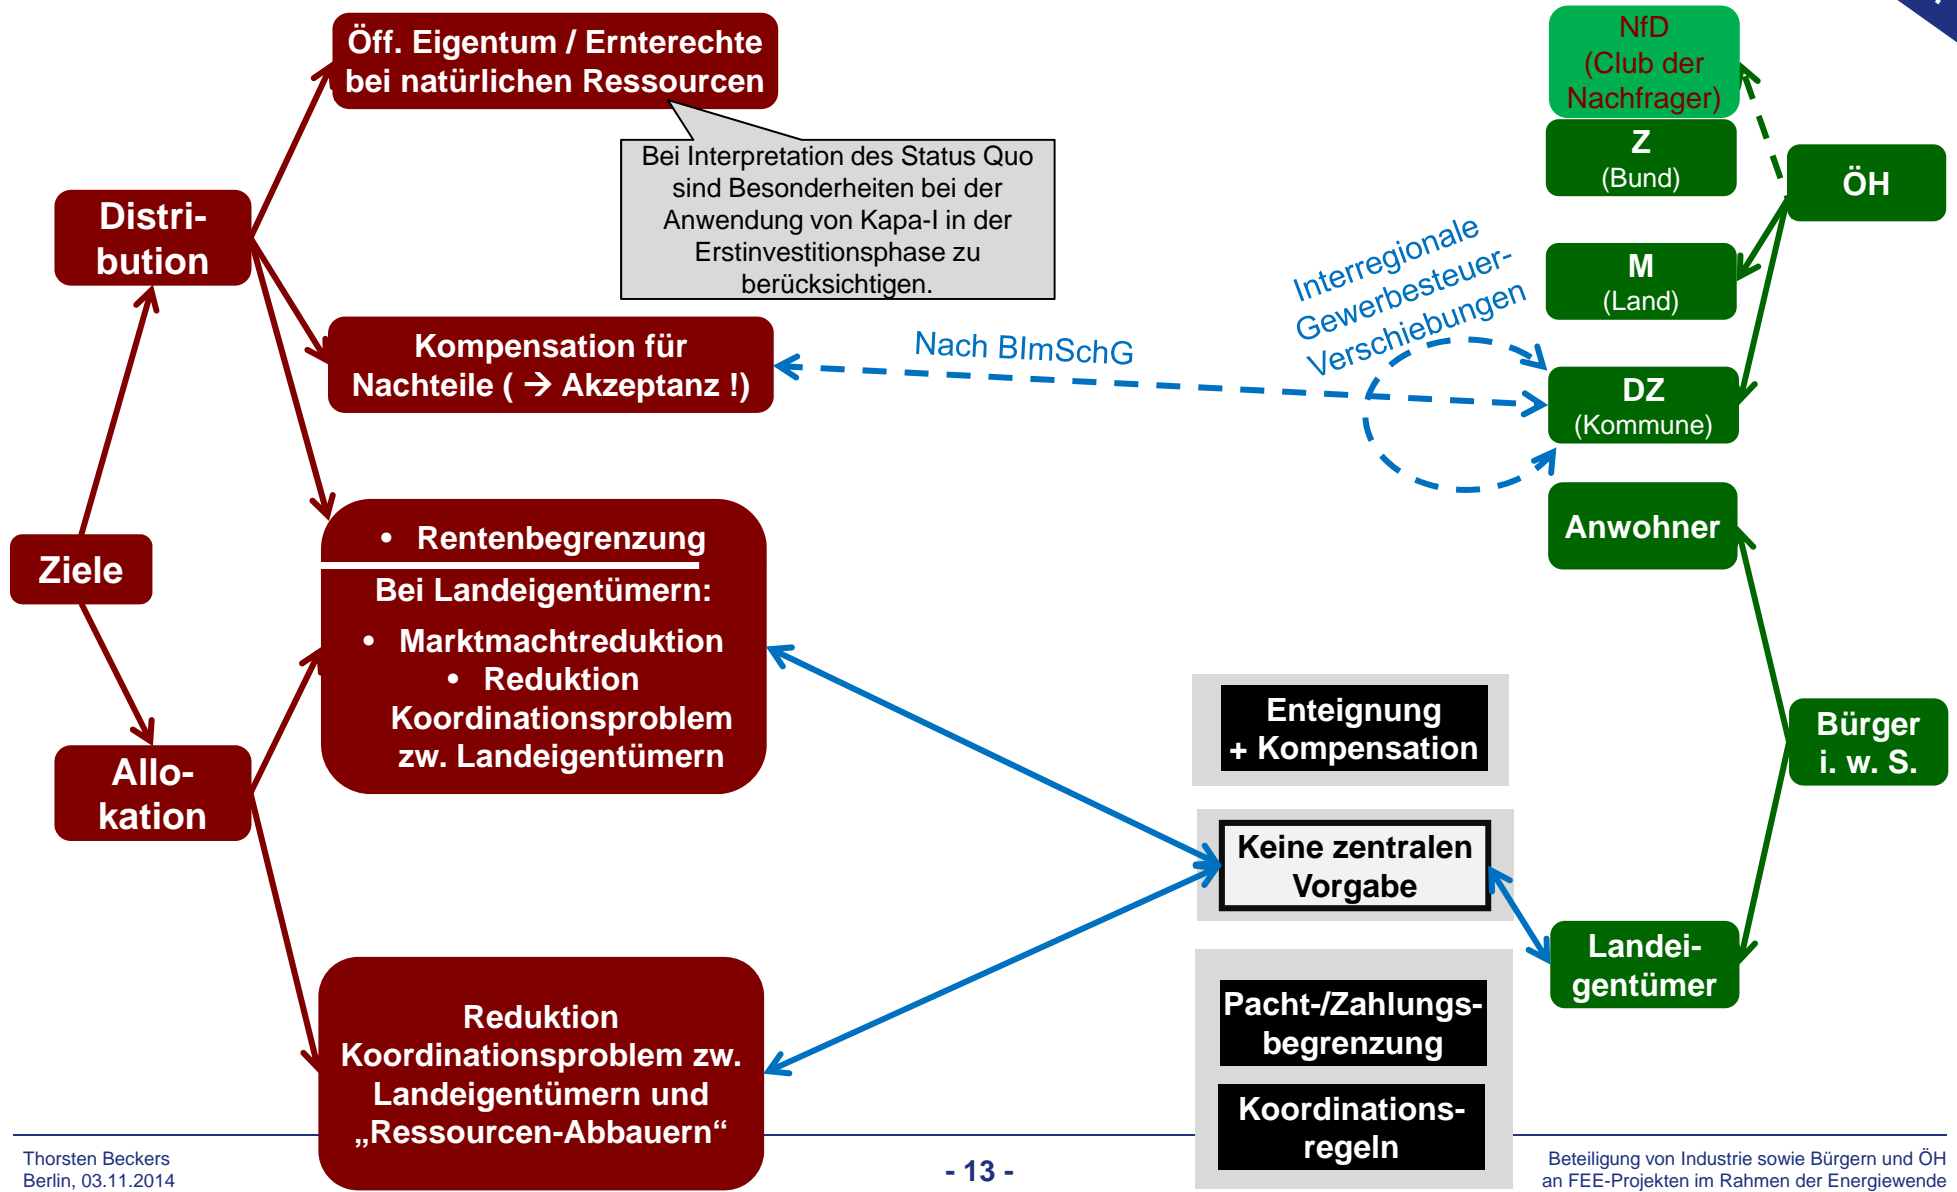 Öff. Eigentum / Ernterechte
bei natürlichen Ressourcen
Bei Interpretation des Status Quo
sind Besonderheiten bei der
Anwendung von Kapa-I in der
Erstinvestitionsphase zu
berücksichtigen.
Distri-
bution
Kompensation für
Nachteile ( → Akzeptanz !)
Nach BImSchG
Interregionale
Gewerbesteuer-
Verschiebungen
NfD
(Club der
Nachfrager)
Z
(Bund)
ÖH
M
(Land)
DZ
(Kommune)
Anwohner
Ziele
• Rentenbegrenzung
Bei Landeigentümern:
• Marktmachtreduktion
• Reduktion
Koordinationsproblem
zw. Landeigentümern
Allo-
kation
Enteignung
+ Kompensation
Keine zentralen
Vorgabe
Bürger
i. w. S.
Landei-
gentümer
Reduktion
Koordinationsproblem zw.
Landeigentümern und
„Ressourcen-Abbauern“
Pacht-/Zahlungs-
begrenzung
Koordinations-
regeln
Thorsten Beckers
Berlin, 03.11.2014
- 13 -
Beteiligung von Industrie sowie Bürgern und ÖH
an FEE-Projekten im Rahmen der Energiewende